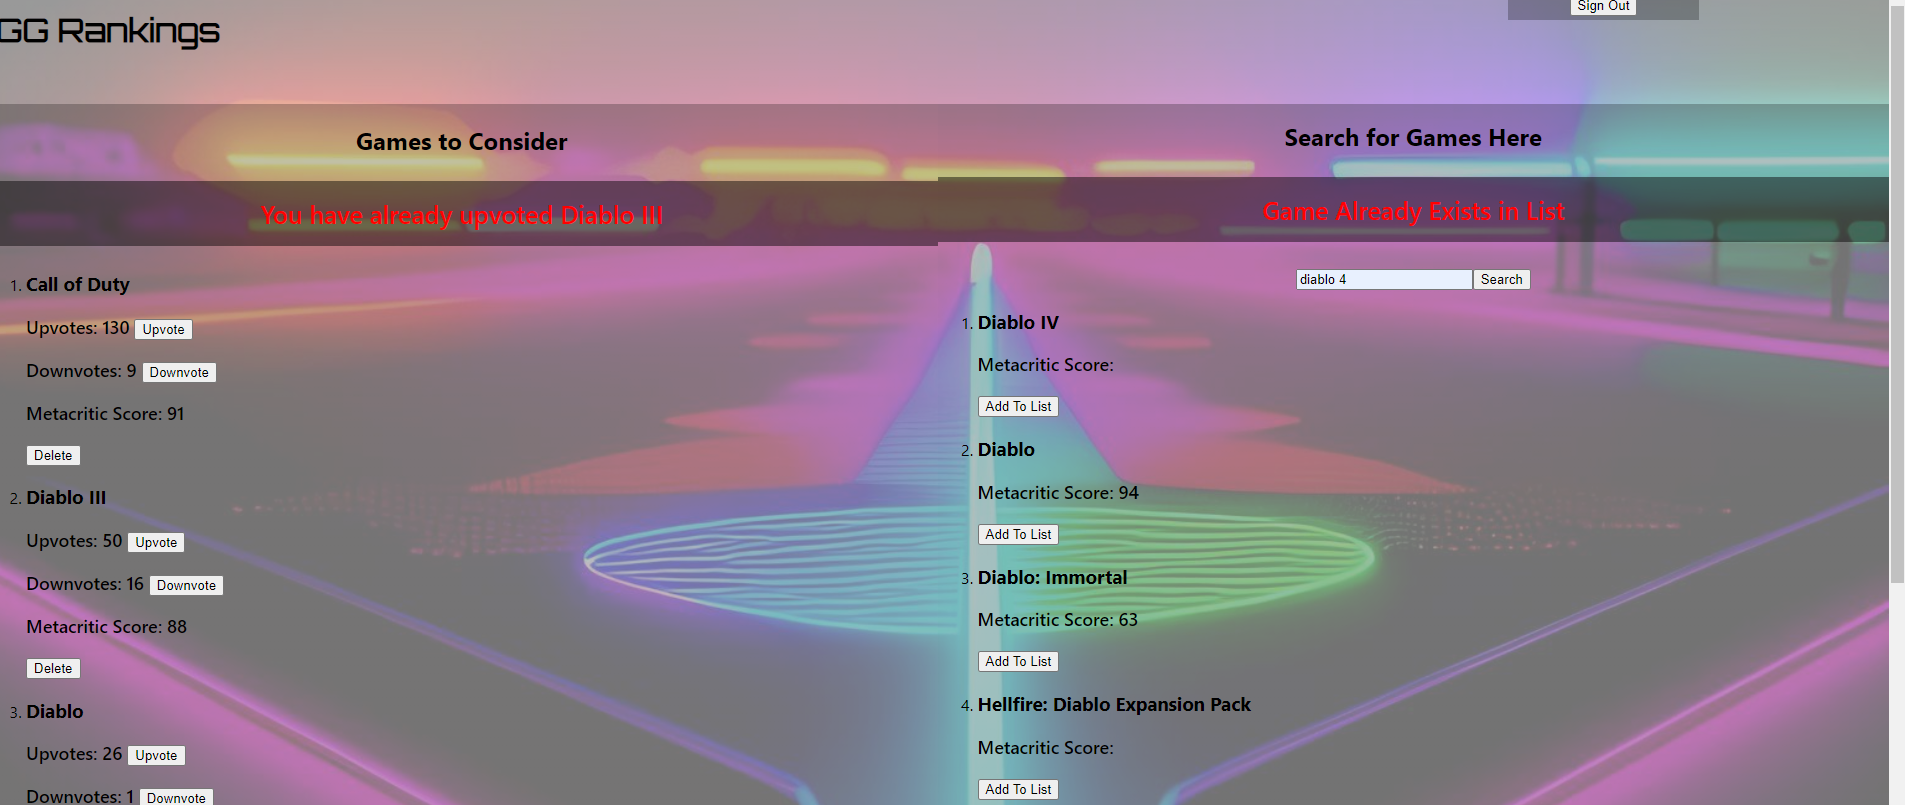 GG Rankings
Sign Out
Games to Consider
You have already upvoted Diablo III
1. Call of Duty
Upvotes: 130 Upvote
Downvotes: 9 Downvote
Metacritic Score: 91
Delete
2. Diablo III
Upvotes: 50 Upvote
Downvotes: 16 Downvote
Metacritic Score: 88
Delete
3. Diablo
Upvotes: 26 Upvote
Downvotes: 1 Downvote
Search for Games Here
Game Already Exists in List
diablo 4 Search
1. Diablo IV
Metacritic Score:
Add To List
2. Diablo
Metacritic Score: 94
Add To List
3. Diablo: Immortal
Metacritic Score: 63
Add To List
4. Hellfire: Diablo Expansion Pack
Metacritic Score:
Add To List